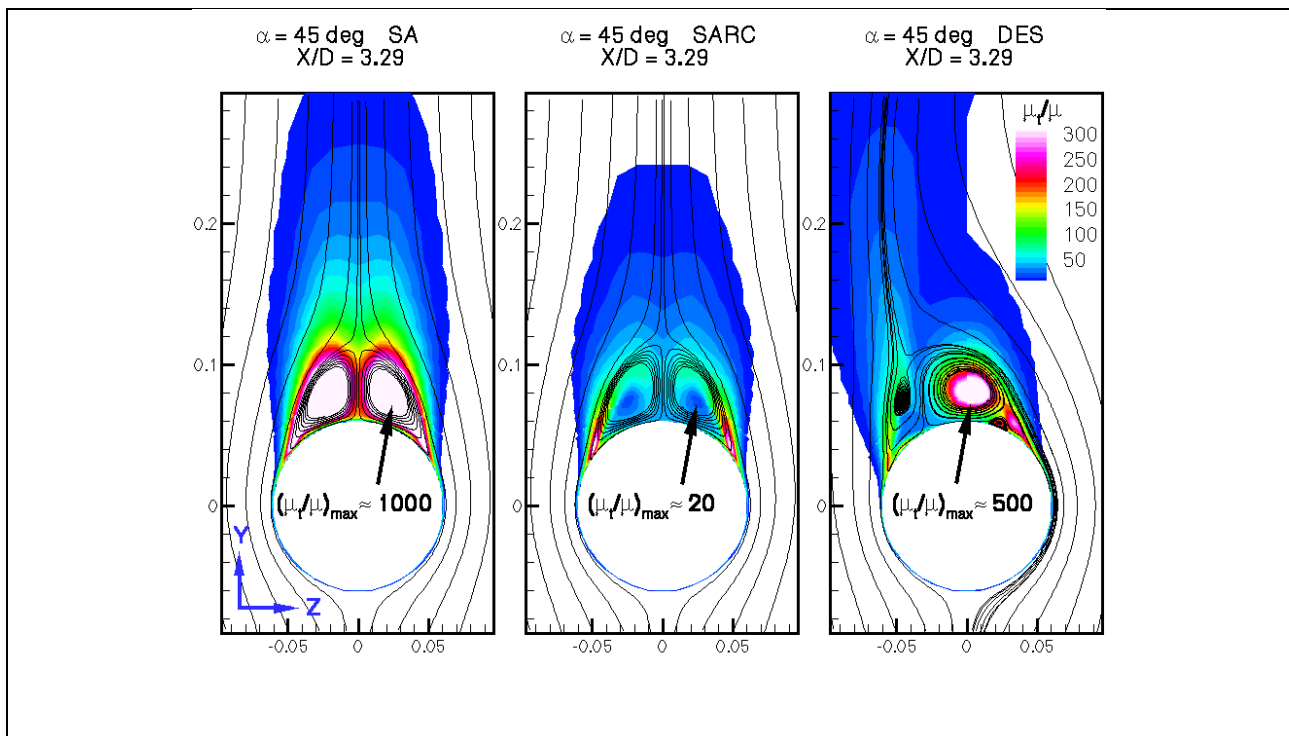 α = 45 deg SA
X/D = 3.29
α = 45 deg SARC
X/D = 3.29
α = 45 deg DES
X/D = 3.29
0.2
0.1
0
(μt/μ)max ≈ 1000
Y
Z
-0.05
0
0.05
0.2
0.1
0
(μt/μ)max ≈ 20
-0.05
0
0.05
μt/μ
300
250
200
150
100
50
0.2
0.1
0
(μt/μ)max ≈ 500
-0.05
0
0.05